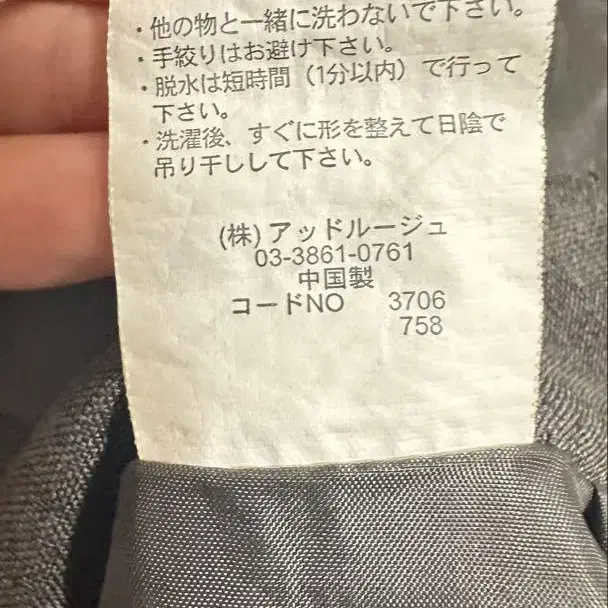 ・他の物と一緒に洗わないで下さい。
・手絞りはお避け下さい。
・脱水は短時間（1分以内）で行って
下さい。
・洗濯後、すぐに形を整えて日陰で
吊り干しして下さい。
(株)アッドルージュ
03-3861-0761
中国製
コードNO 3706
758